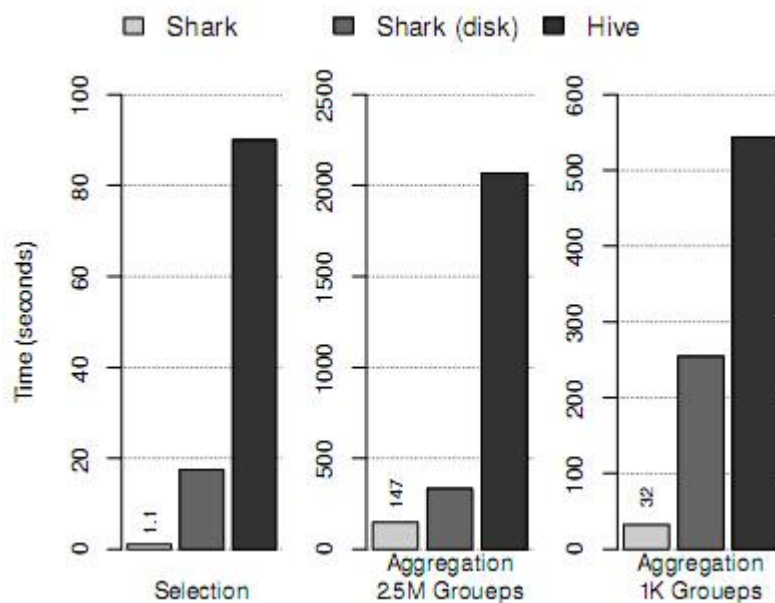 Shark Shark (disk) Hive
Time (seconds)
0 20 40 60 80 100
1.1
Selection
0 500 1000 1500 2000 2500
147
Aggregation
2.5M Groueps
0 100 200 300 400 500 600
32
Aggregation
1K Groueps